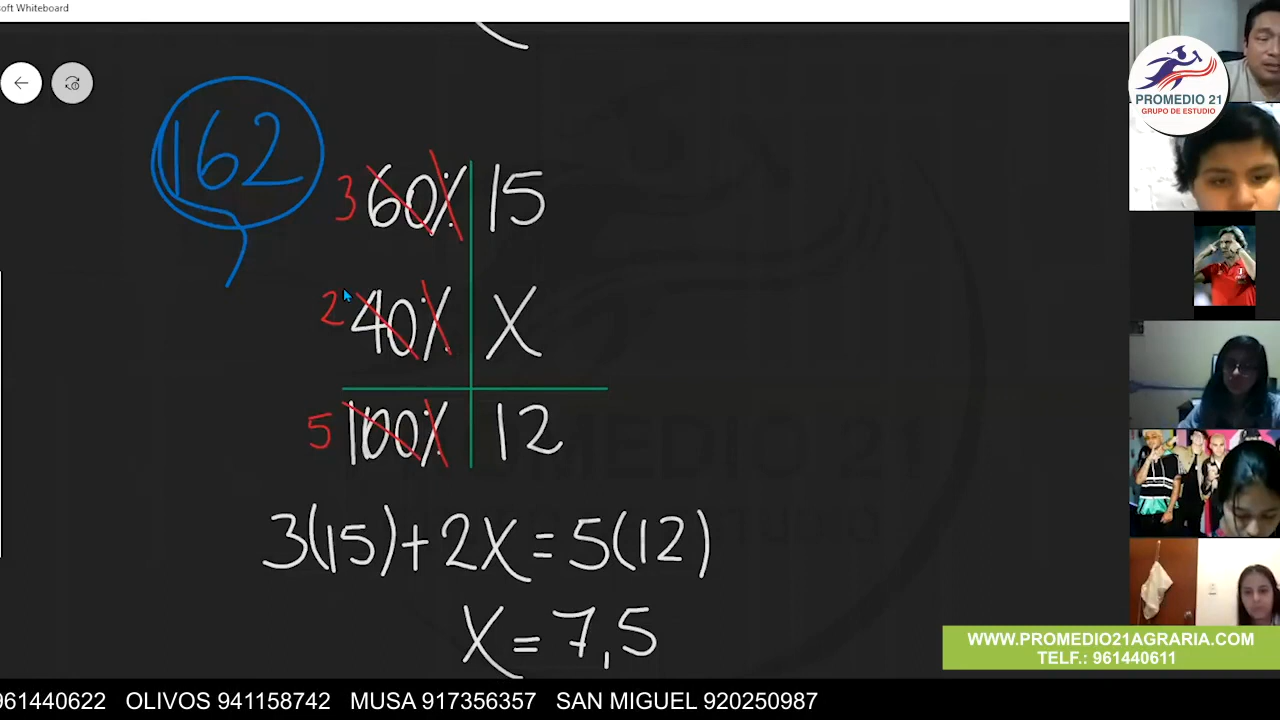 soft Whiteboard
162
3 60% 15
2 40% X
5 100% 12
3(15)+2X=5(12)
X=7,5
PROMEDIO 21
GRUPO DE ESTUDIO
WWW.PROMEDIO21AGRARIA.COM
TELF.: 961440611
961440622 OLIVOS 941158742 MUSA 917356357 SAN MIGUEL 920250987